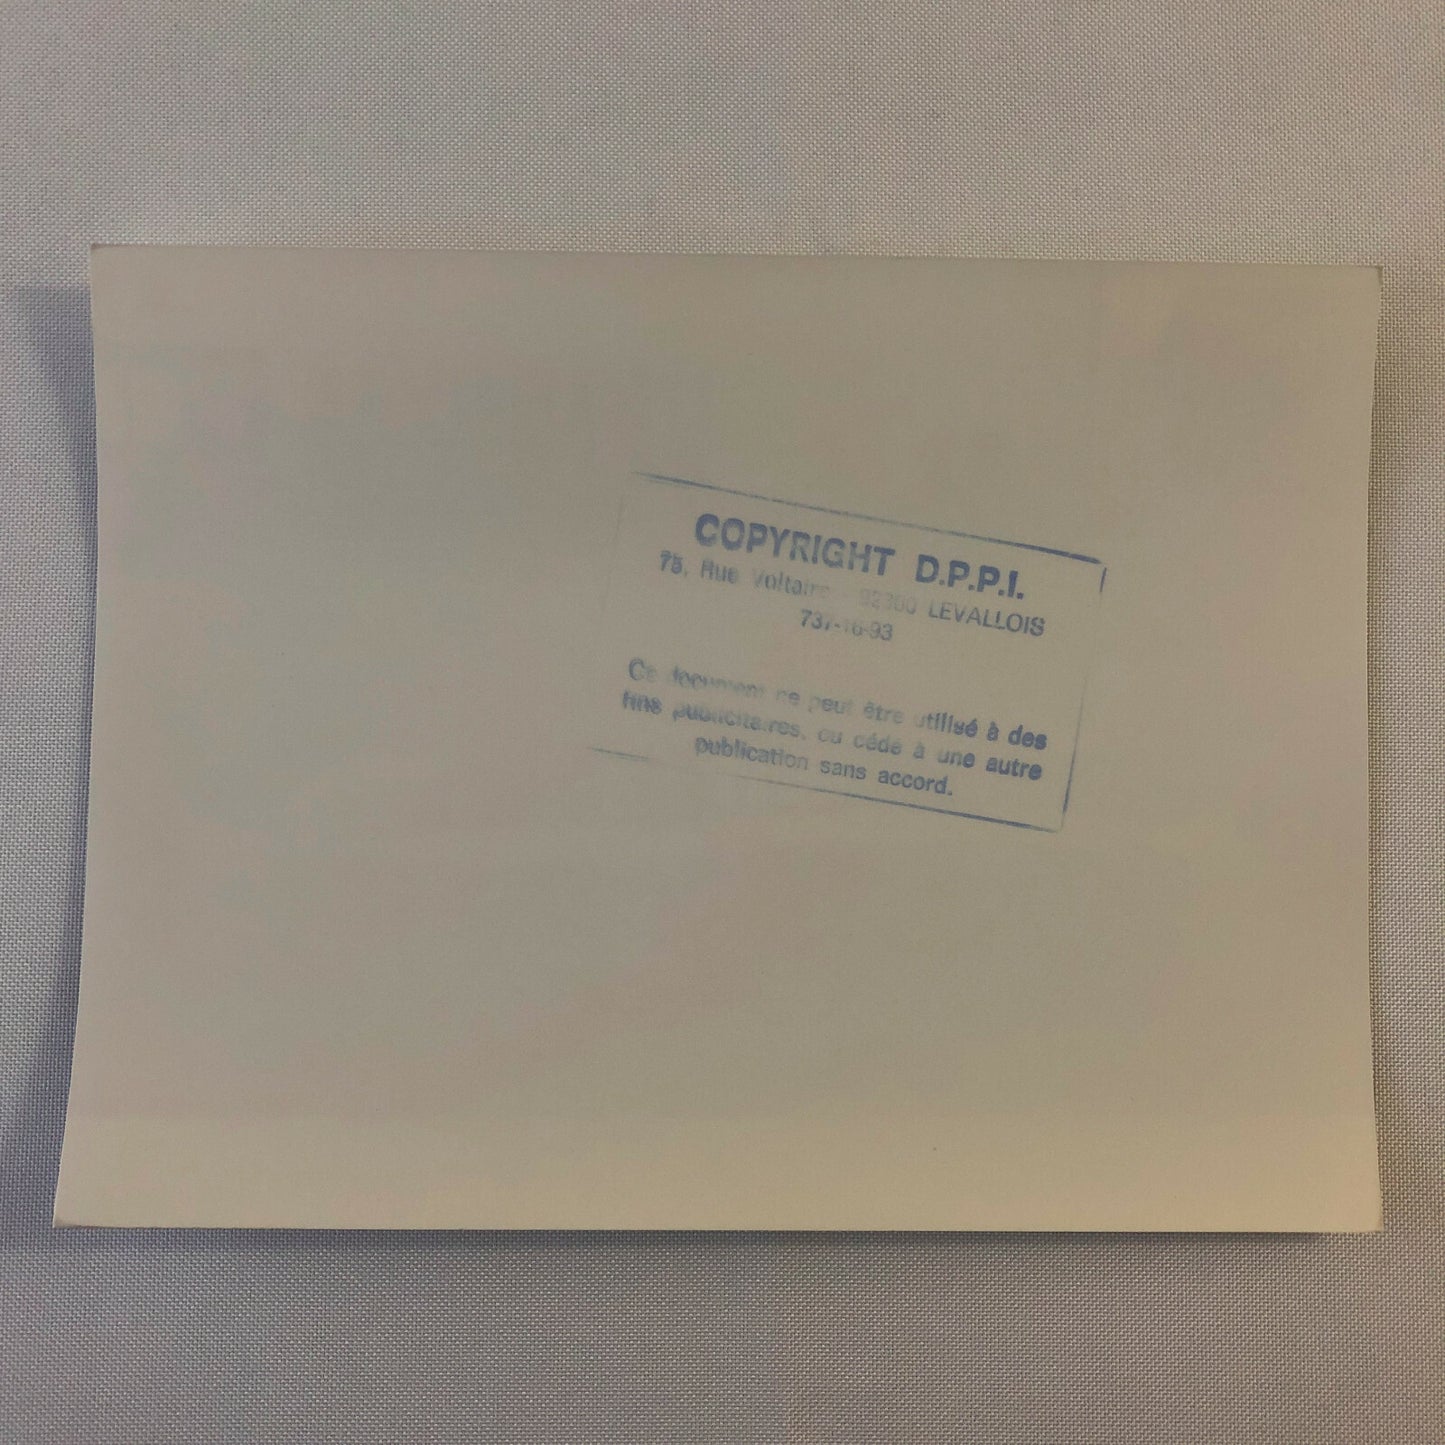 COPYRIGHT D.P.P.I.
75, Rue Voltaire 92300 LEVALLOIS
737-16-93
Ce document ne peut être utilisé à des
fins publicitaires, ou cédé à une autre
publication sans accord.